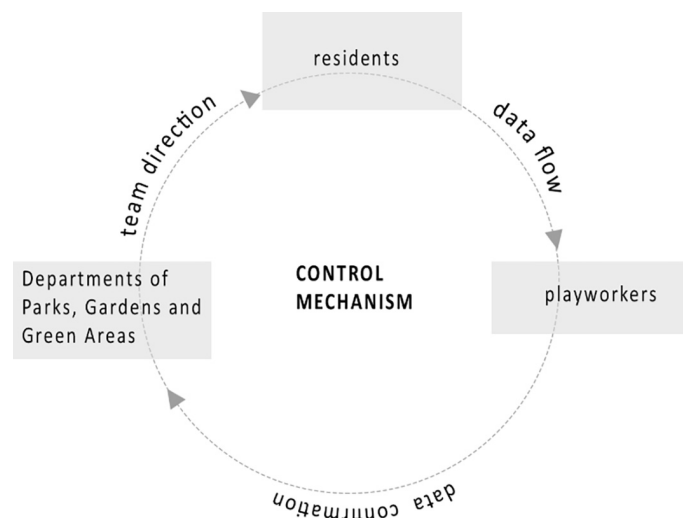 residents
team direction
data flow
Departments of
Parks, Gardens and
Green Areas
CONTROL
MECHANISM
playworkers
data confirmation